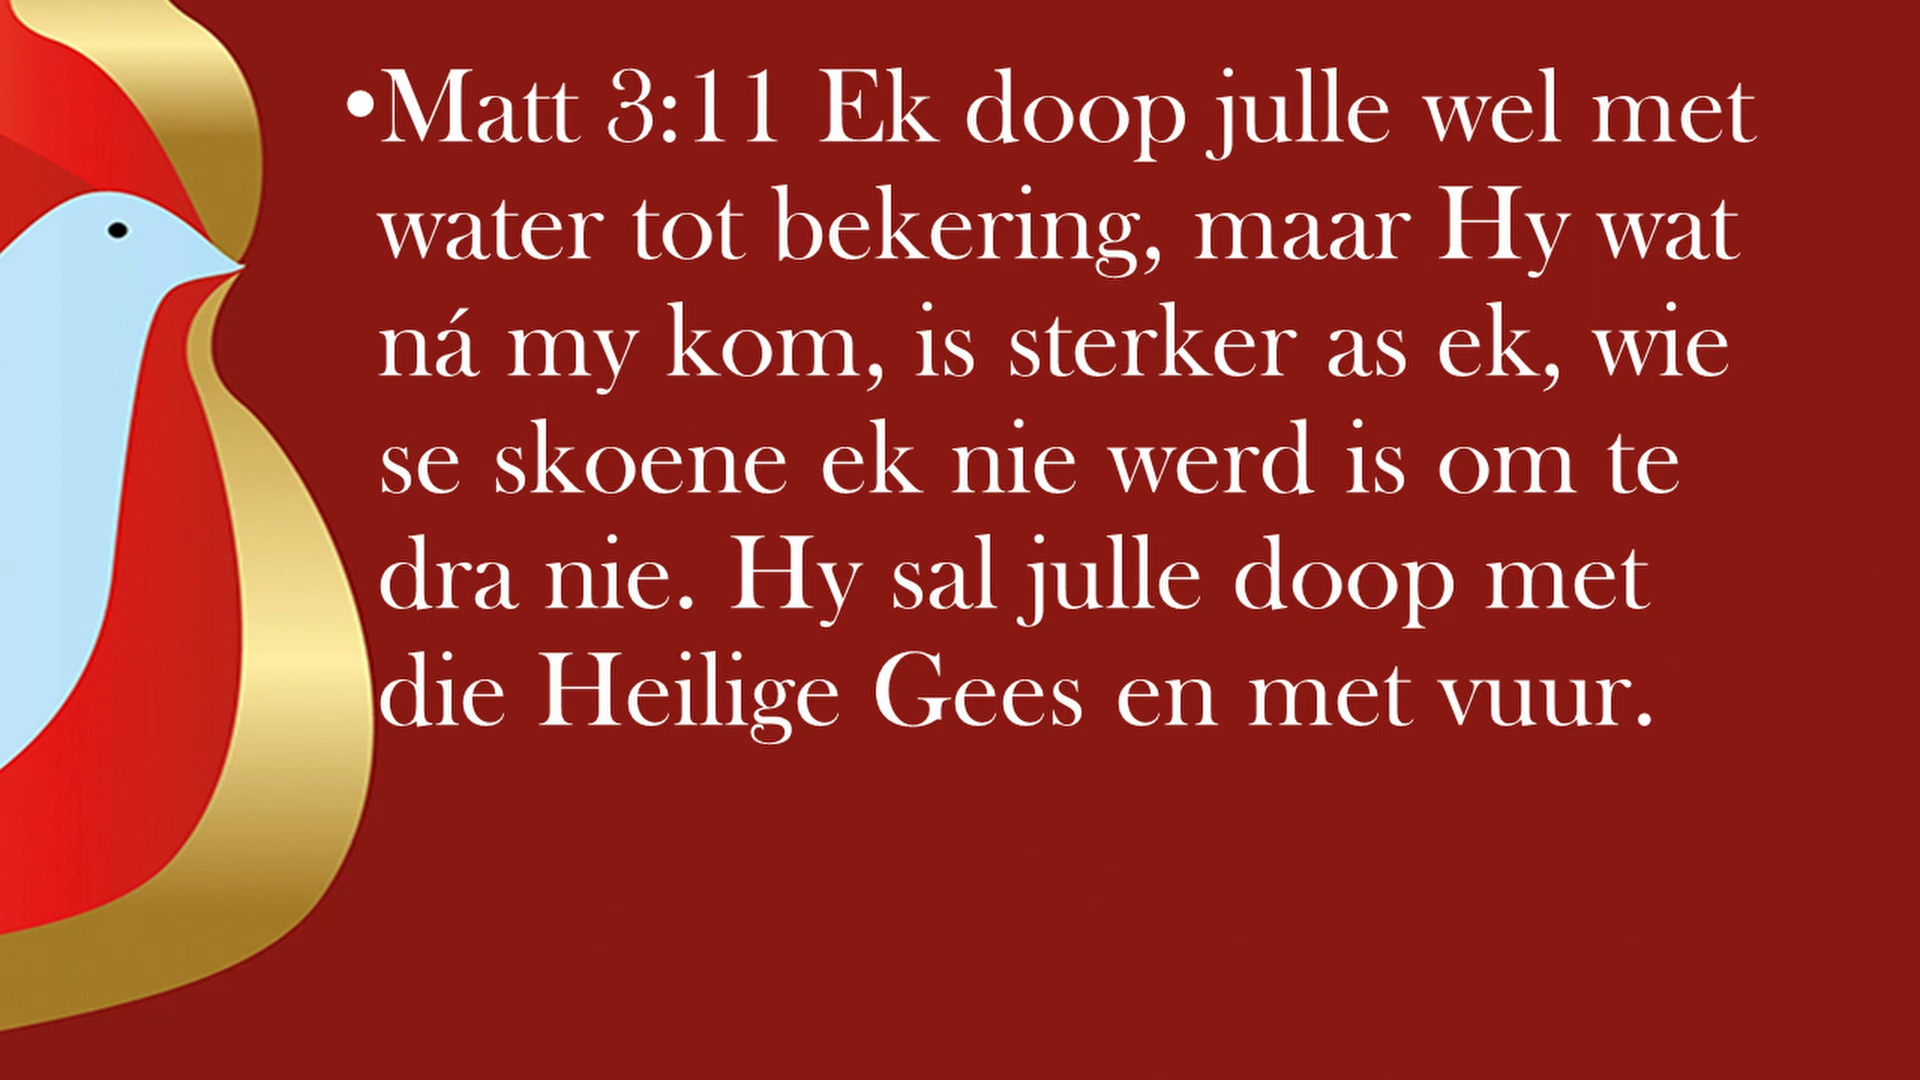 •Matt 3:11 Ek doop julle wel met
water tot bekering, maar Hy wat
ná my kom, is sterker as ek, wie
se skoene ek nie werd is om te
dra nie. Hy sal julle doop met
die Heilige Gees en met vuur.